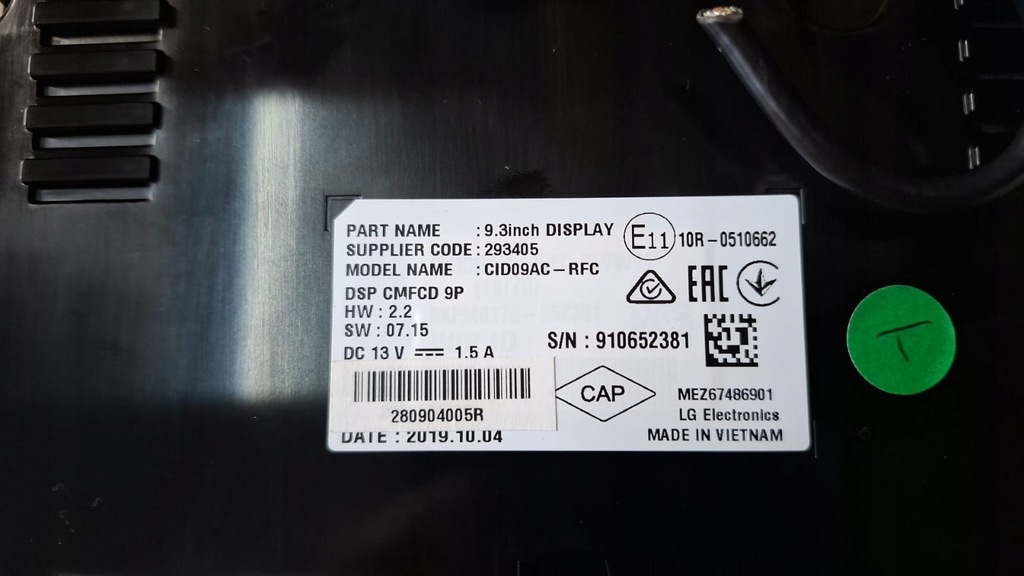 PART NAME : 9.3inch DISPLAY
SUPPLIER CODE : 293405
MODEL NAME : CID09AC-RFC
DSP CMFCD 9P
HW : 2.2
SW : 07.15
DC 13 V 1.5 A
280904005R
DATE : 2019.10.04
E11 10R-0510662
EAC
S/N : 910652381
CAP
MEZ67486901
LG Electronics
MADE IN VIETNAM
T